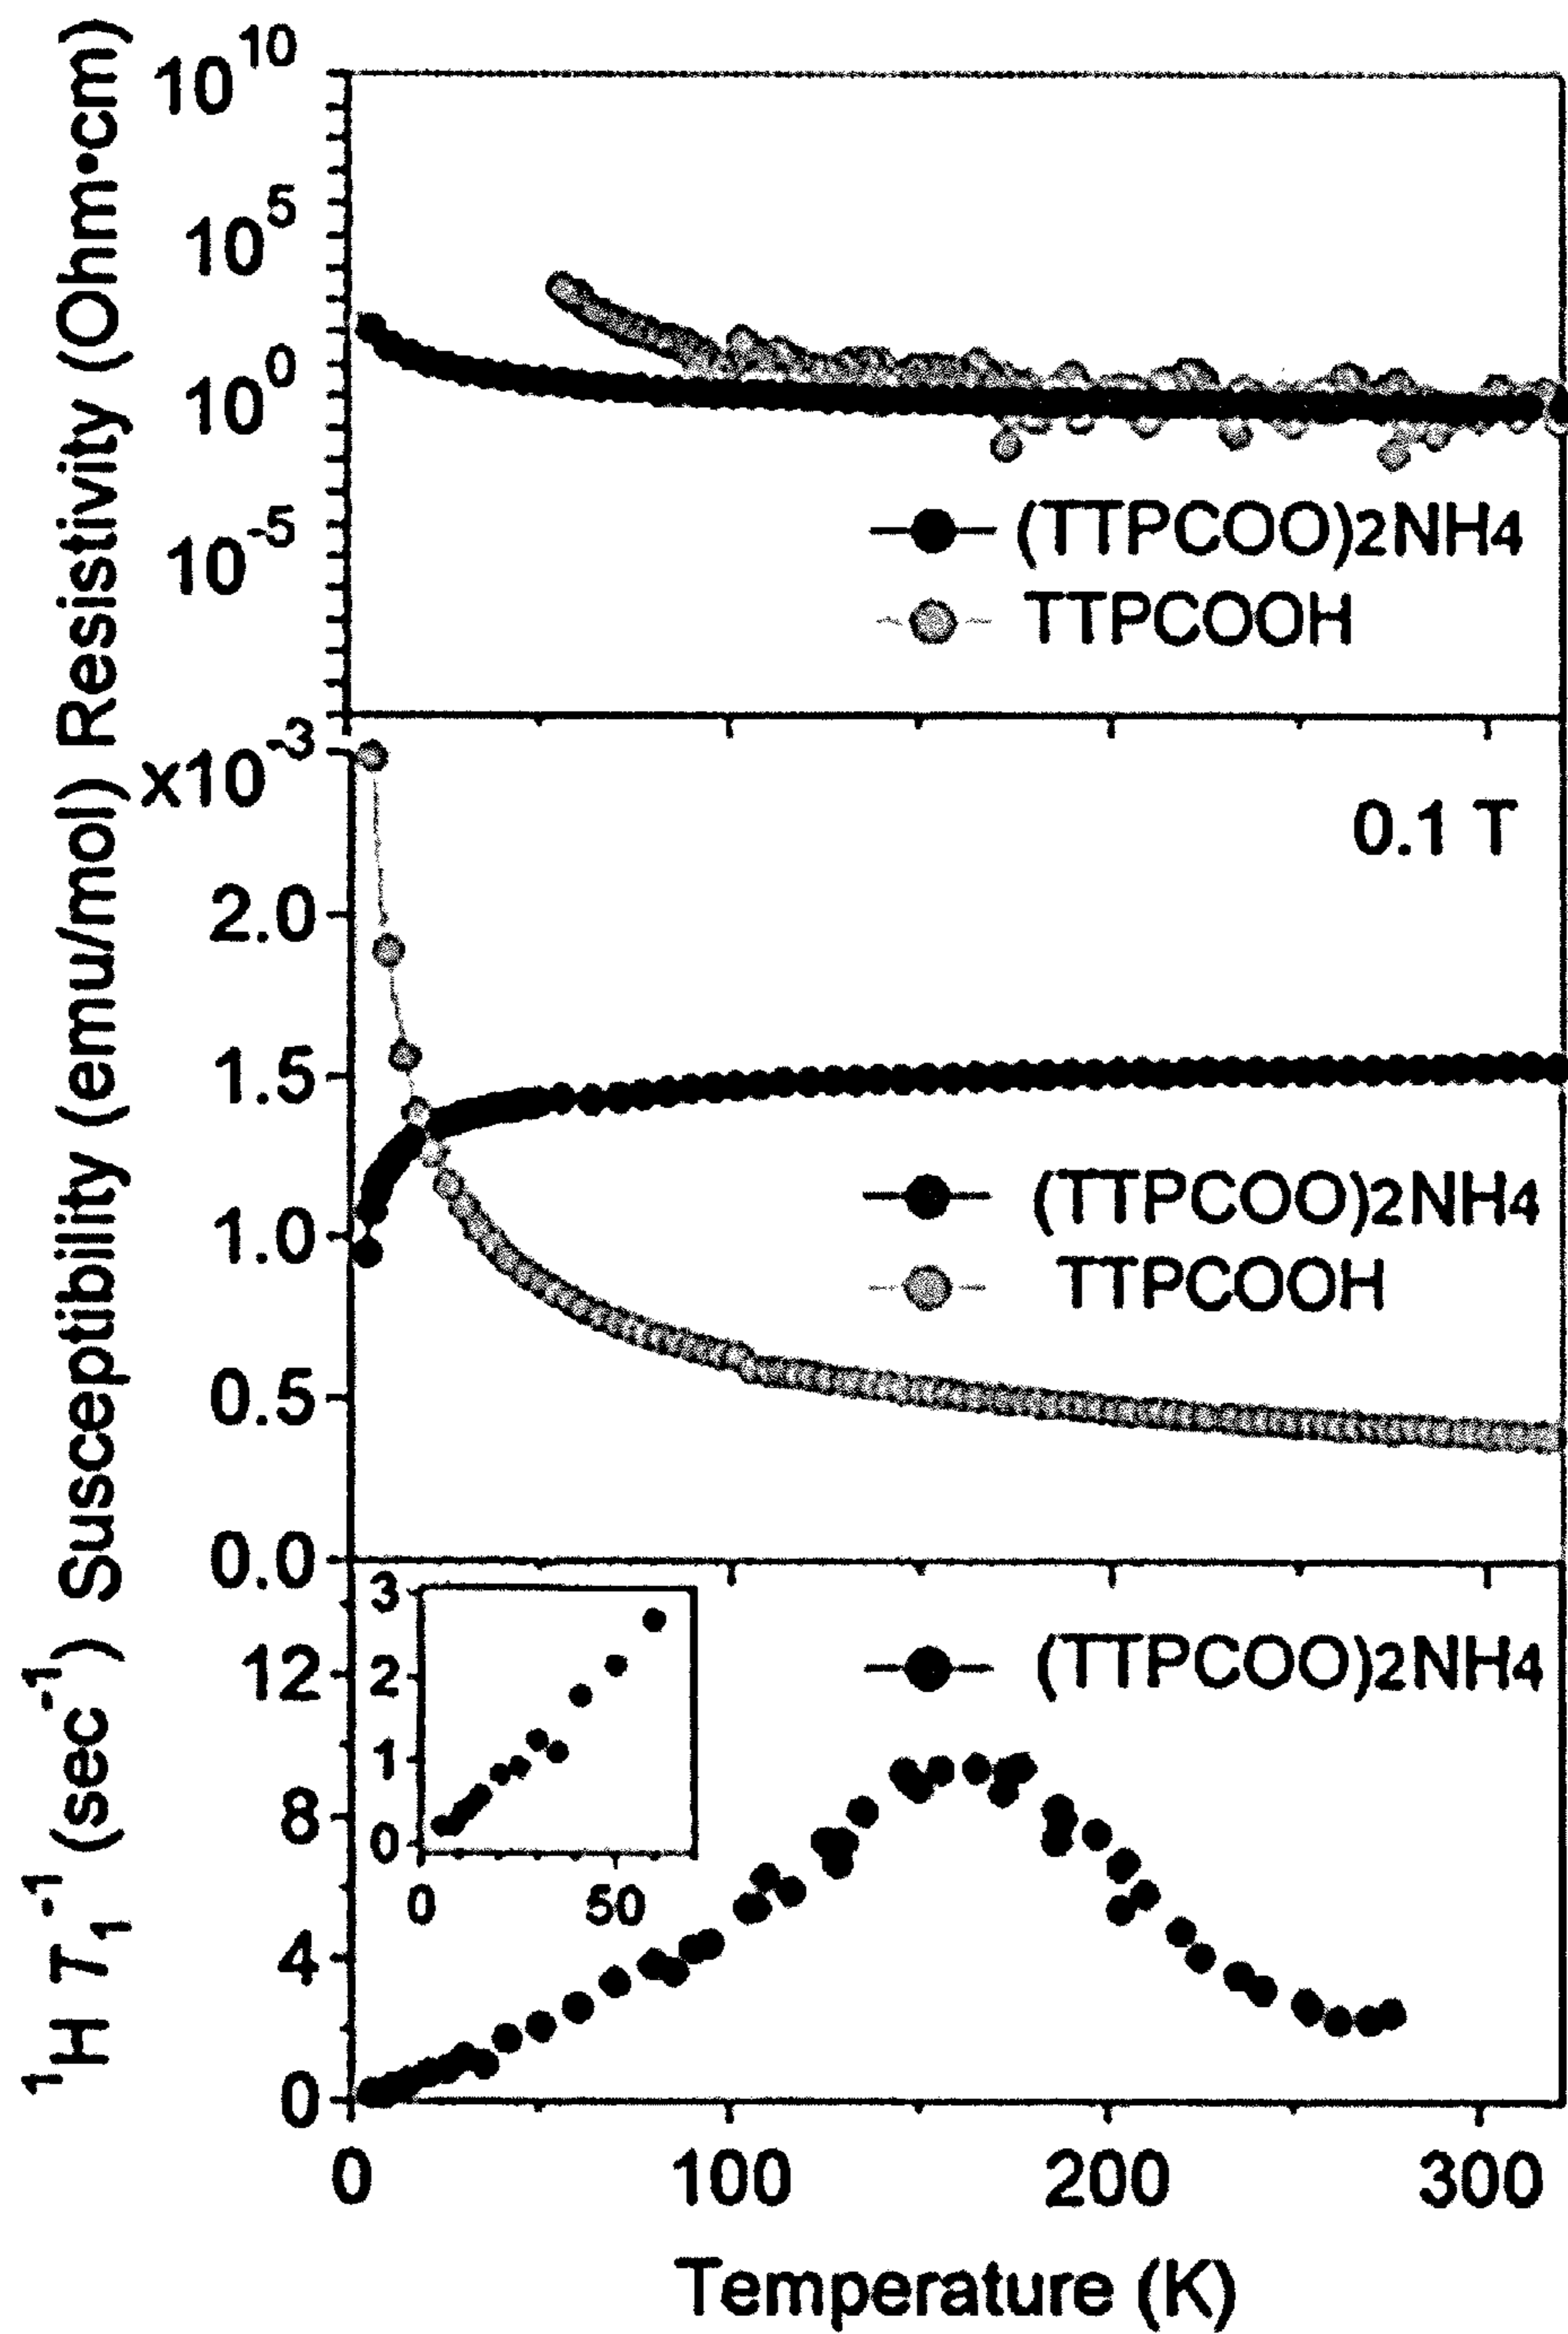 Resistivity (Ohm•cm)
10^10
10^5
10^0
10^-5
(TTPCOO)2NH4
TTPCOOH
Susceptibility (emu/mol)
x10^-3
0.1 T
2.0
1.5
1.0
0.5
0.0
(TTPCOO)2NH4
TTPCOOH
^1H T_1^-1 (sec^-1)
12
8
4
0
3
2
1
0
0 50
(TTPCOO)2NH4
0 100 200 300
Temperature (K)